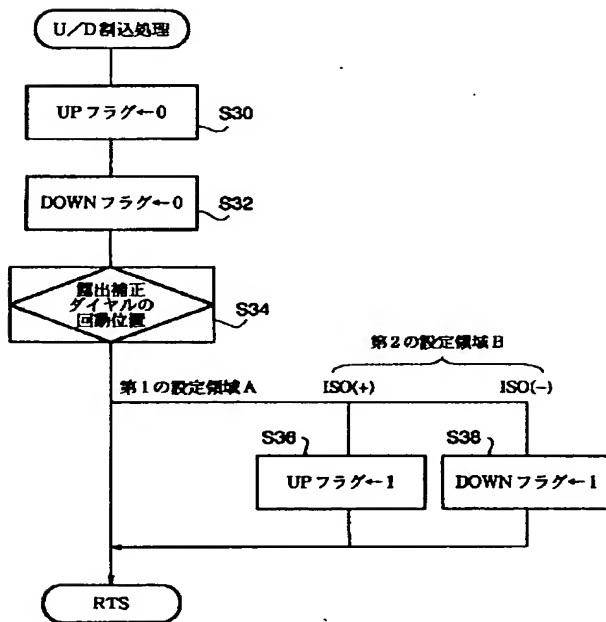 U/D割込処理
UPフラグ←0
S30
DOWNフラグ←0
S32
露出補正
ダイヤルの
回動位置
S34
第2の設定領域B
第1の設定領域A
ISO(+)
ISO(−)
S36
S38
UPフラグ←1
DOWNフラグ←1
RTS